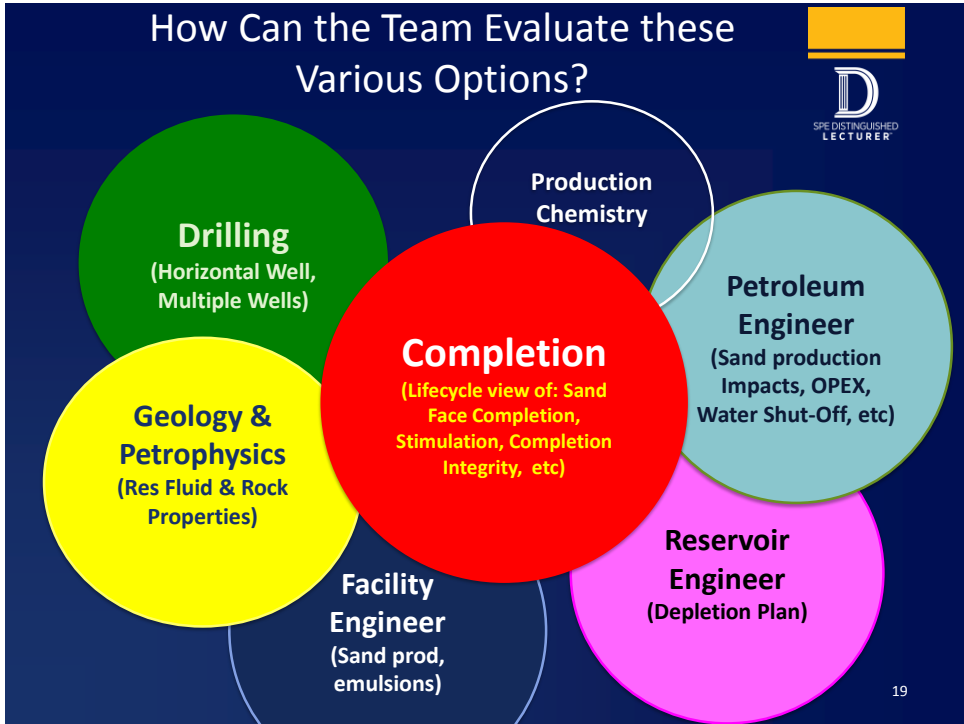 How Can the Team Evaluate these
Various Options?
D
SPE DISTINGUISHED
LECTURER
Production
Chemistry
Drilling
(Horizontal Well,
Multiple Wells)
Petroleum
Engineer
(Sand production
Impacts, OPEX,
Water Shut-Off, etc)
Completion
(Lifecycle view of: Sand
Face Completion,
Stimulation, Completion
Integrity,  etc)
Geology &
Petrophysics
(Res Fluid & Rock
Properties)
Reservoir
Engineer
(Depletion Plan)
Facility
Engineer
(Sand prod,
emulsions)
19